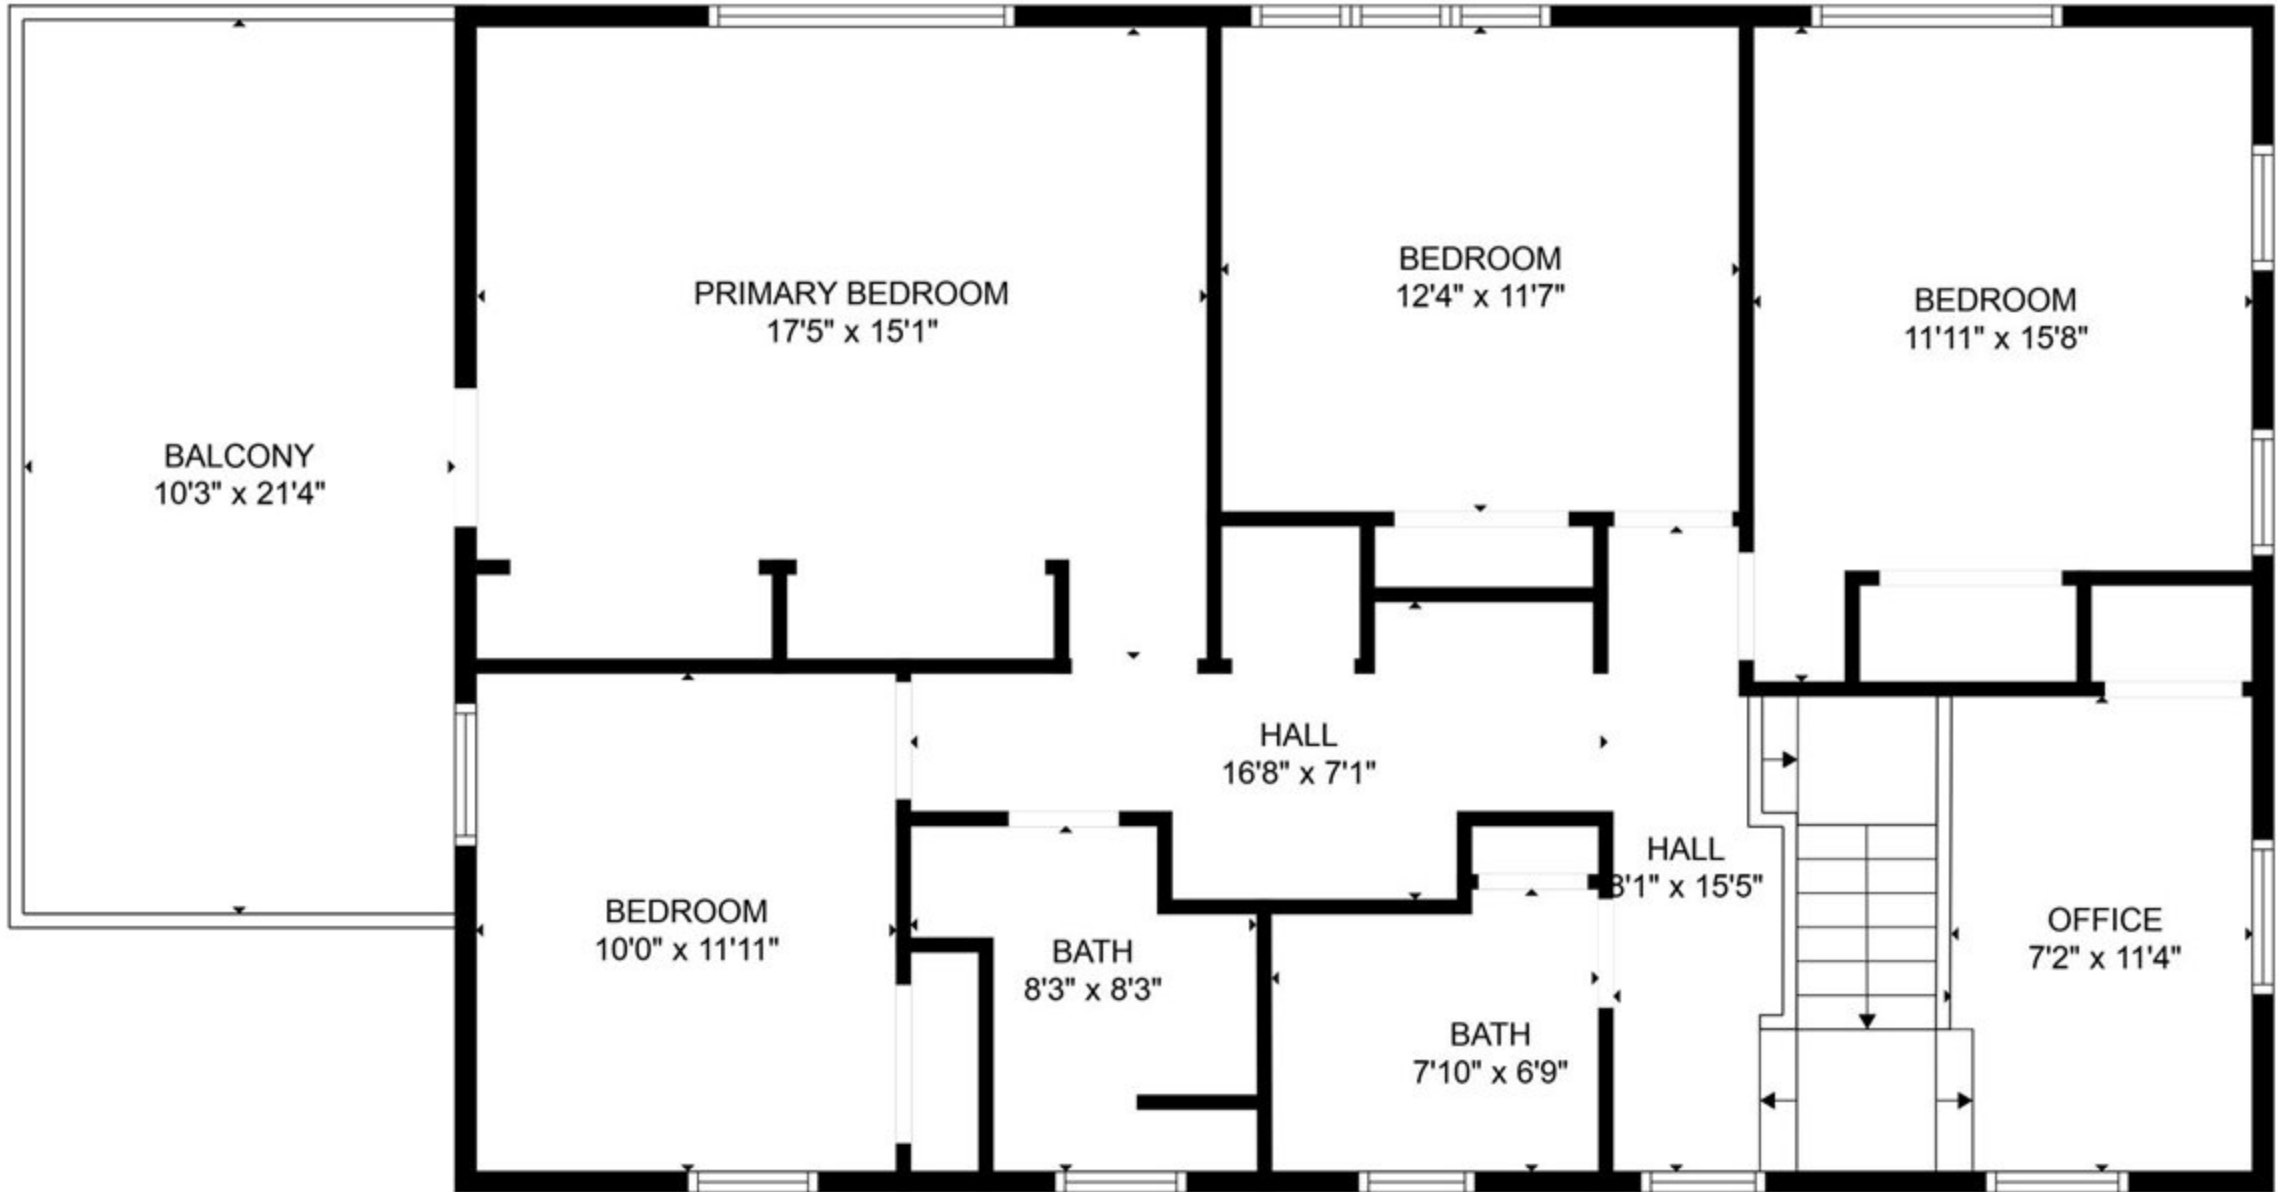 PRIMARY BEDROOM
17'5" x 15'1"
BEDROOM
12'4" x 11'7"
BEDROOM
11'11" x 15'8"
BALCONY
10'3" x 21'4"
HALL
16'8" x 7'1"
HALL
8'1" x 15'5"
BEDROOM
10'0" x 11'11"
BATH
8'3" x 8'3"
OFFICE
7'2" x 11'4"
BATH
7'10" x 6'9"